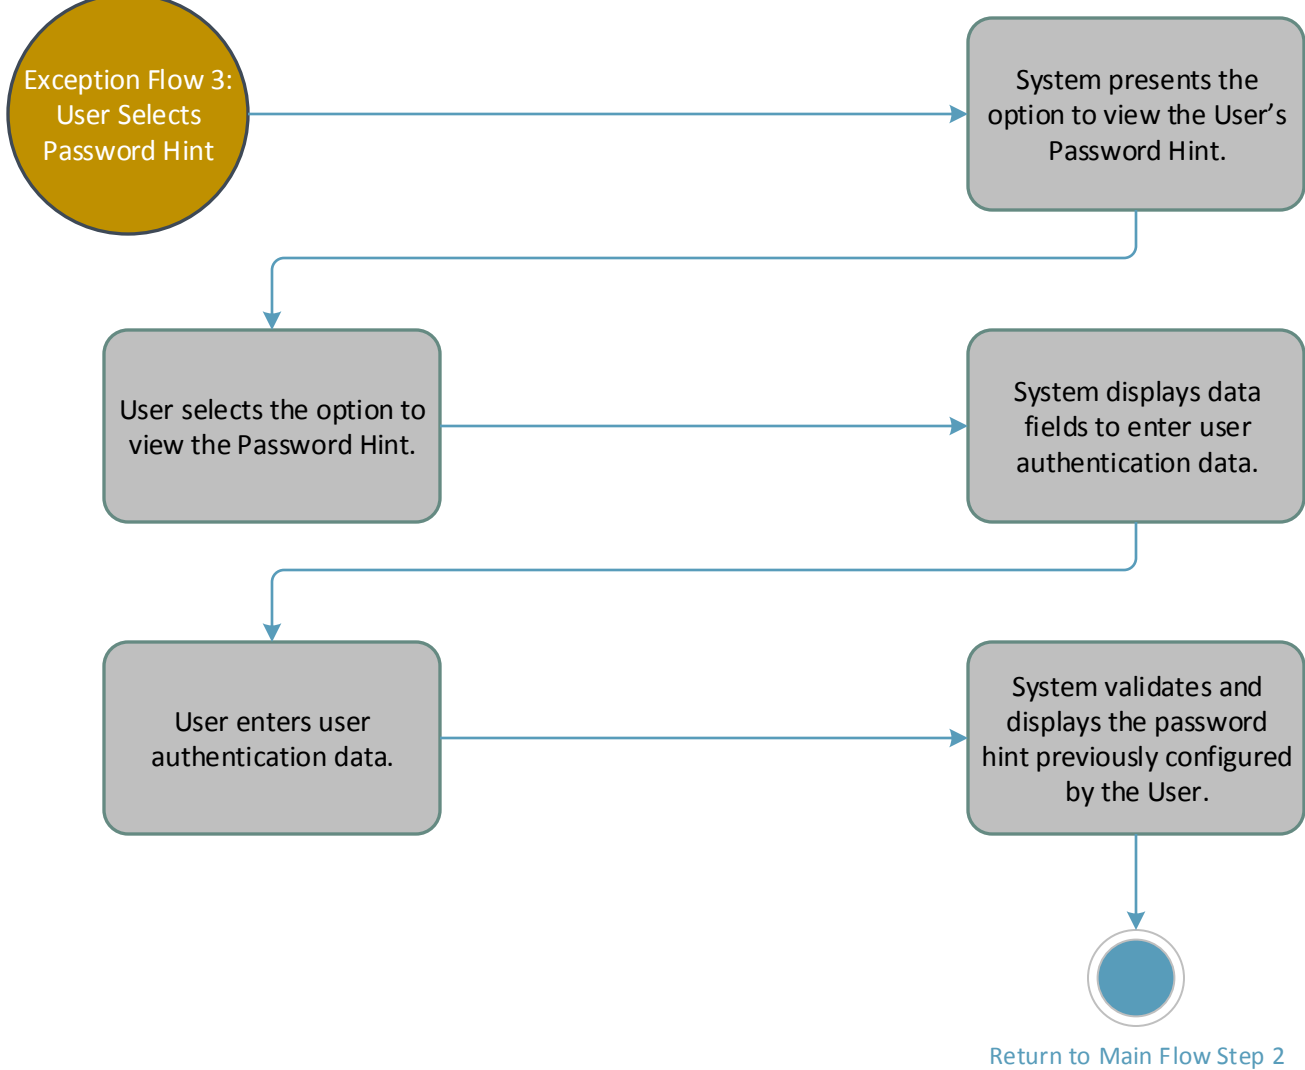 Exception Flow 3:
User Selects
Password Hint
System presents the
option to view the User’s
Password Hint.
User selects the option to
view the Password Hint.
System displays data
fields to enter user
authentication data.
User enters user
authentication data.
System validates and
displays the password
hint previously configured
by the User.
Return to Main Flow Step 2